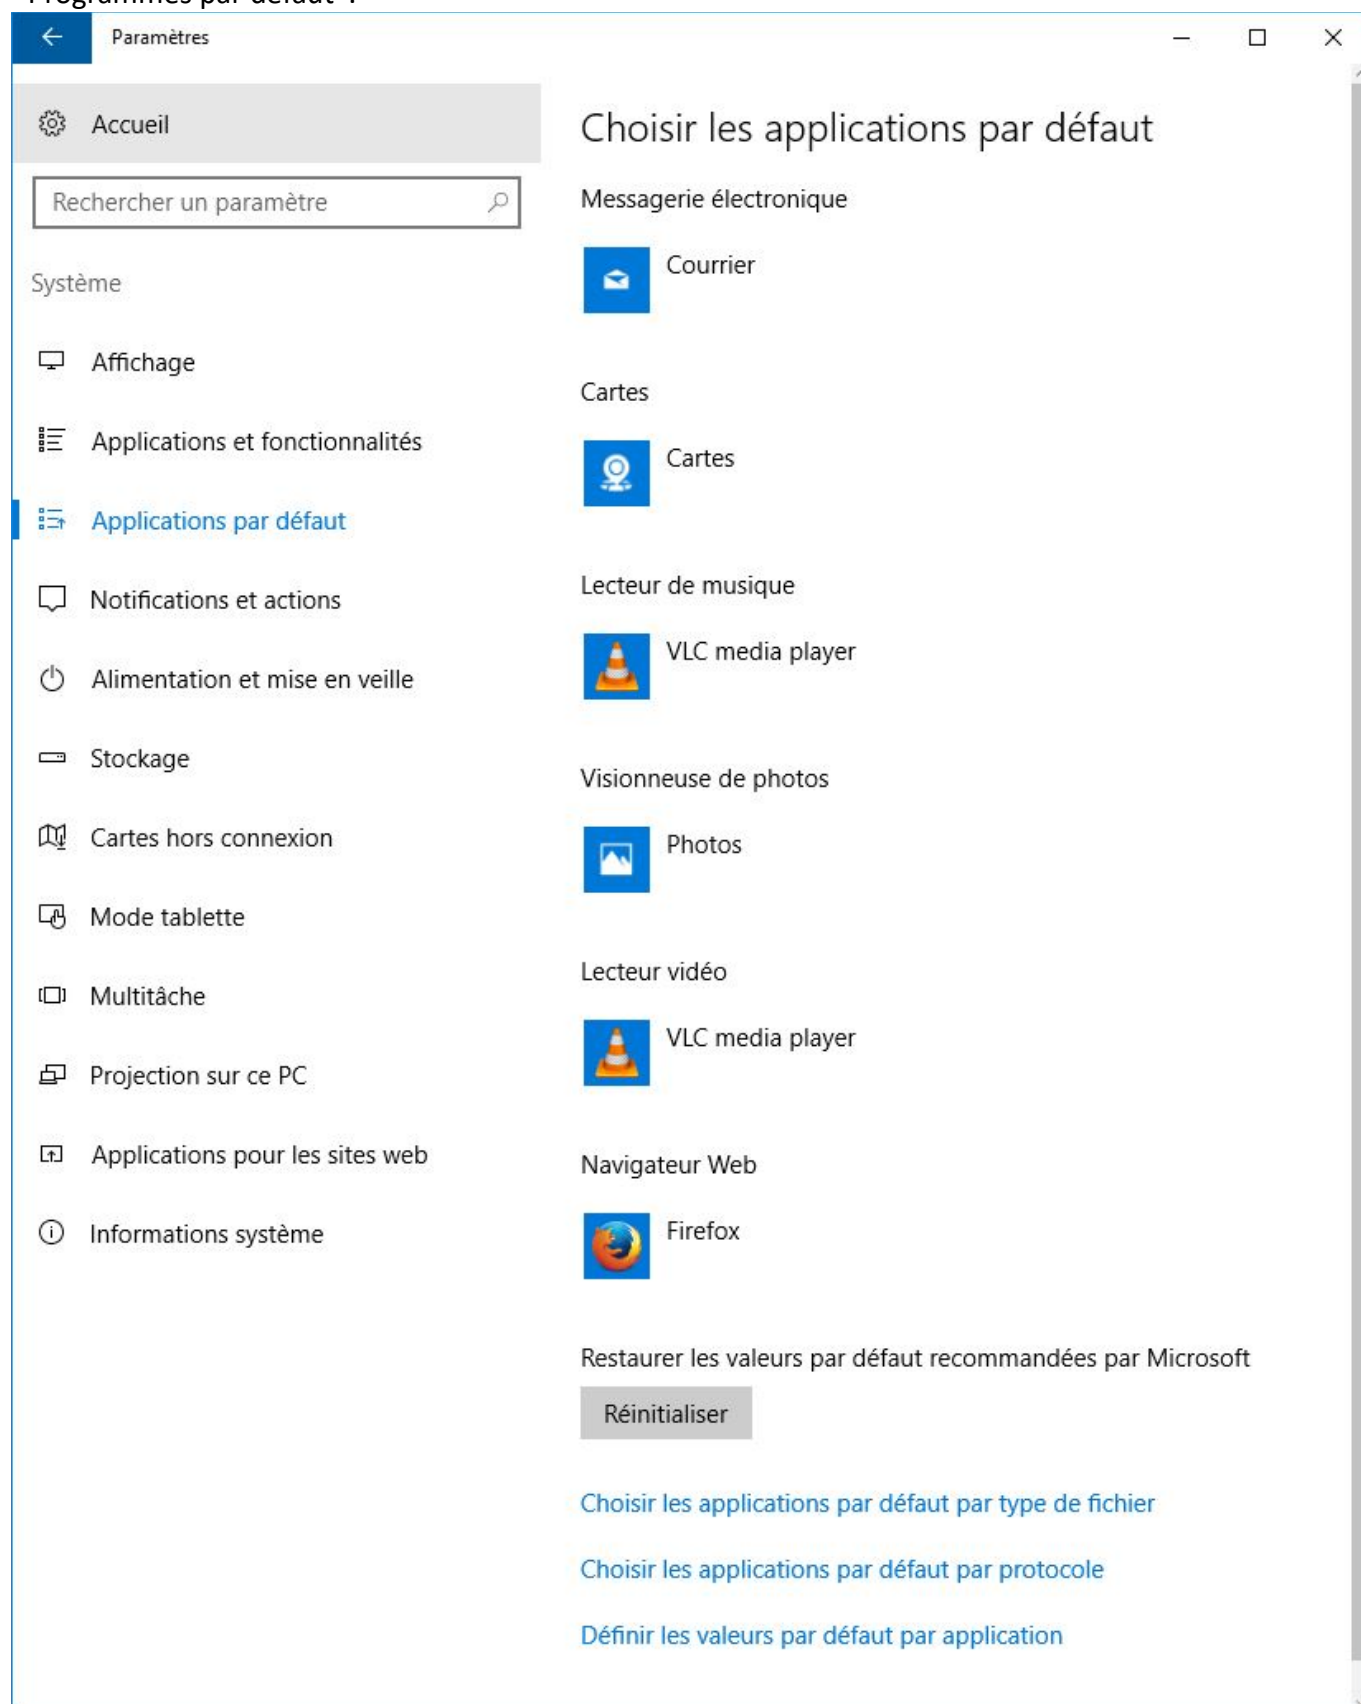 "Programmes par défaut".
Paramètres
Accueil
Rechercher un paramètre
Système
Affichage
Applications et fonctionnalités
Applications par défaut
Notifications et actions
Alimentation et mise en veille
Stockage
Cartes hors connexion
Mode tablette
Multitâche
Projection sur ce PC
Applications pour les sites web
Informations système
Choisir les applications par défaut
Messagerie électronique
Courrier
Cartes
Cartes
Lecteur de musique
VLC media player
Visionneuse de photos
Photos
Lecteur vidéo
VLC media player
Navigateur Web
Firefox
Restaurer les valeurs par défaut recommandées par Microsoft
Réinitialiser
Choisir les applications par défaut par type de fichier
Choisir les applications par défaut par protocole
Définir les valeurs par défaut par application